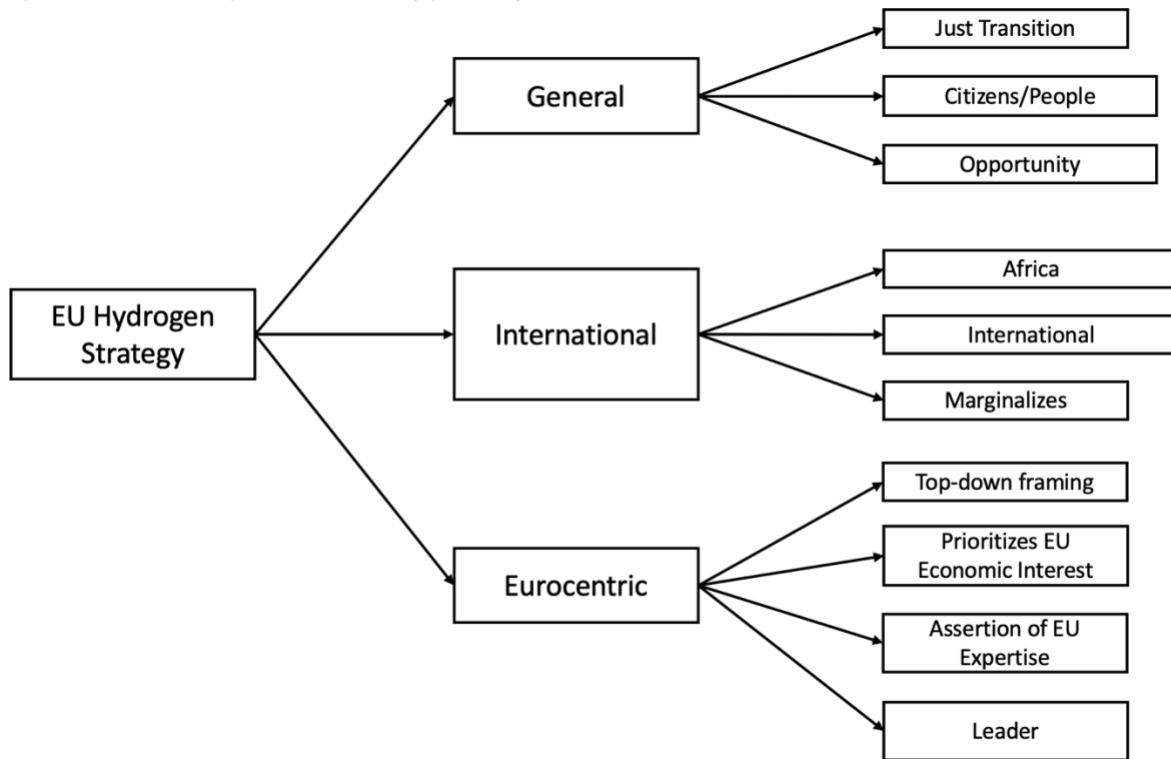 Just Transition
General
Citizens/People
Opportunity
Africa
EU Hydrogen
Strategy
International
International
Marginalizes
Top-down framing
Prioritizes EU
Economic Interest
Eurocentric
Assertion of EU
Expertise
Leader